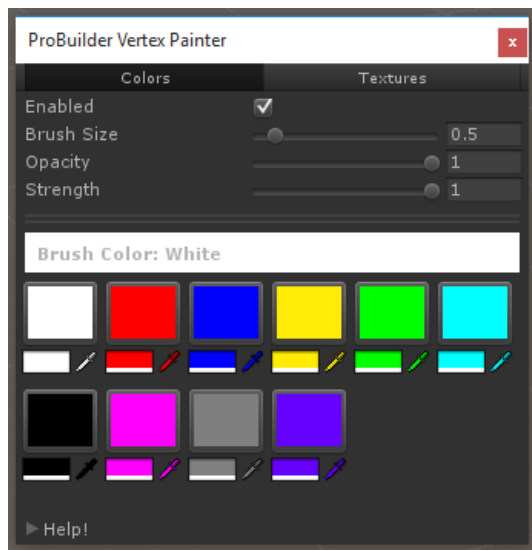 ProBuilder Vertex Painter
x
Colors Textures
Enabled
Brush Size 0.5
Opacity 1
Strength 1
Brush Color: White
Help!